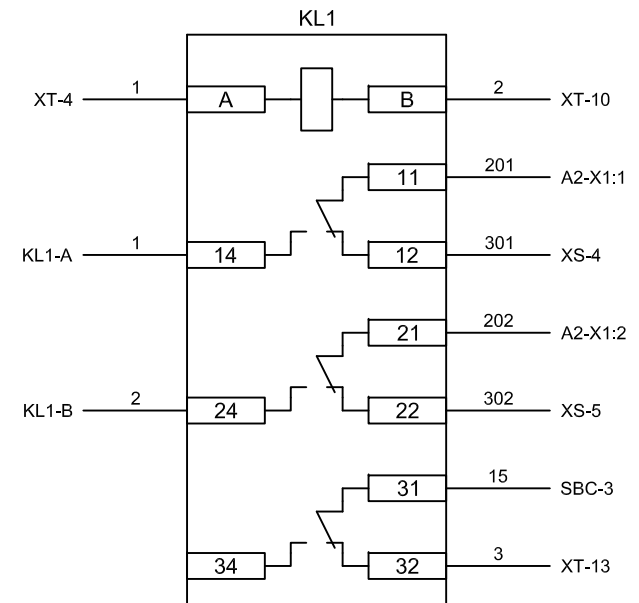 KL1
XT-4 1 A B 2 XT-10
11 201 A2-X1:1
KL1-A 1 14 12 301 XS-4
21 202 A2-X1:2
KL1-B 2 24 22 302 XS-5
31 15 SBC-3
34 32 3 XT-13